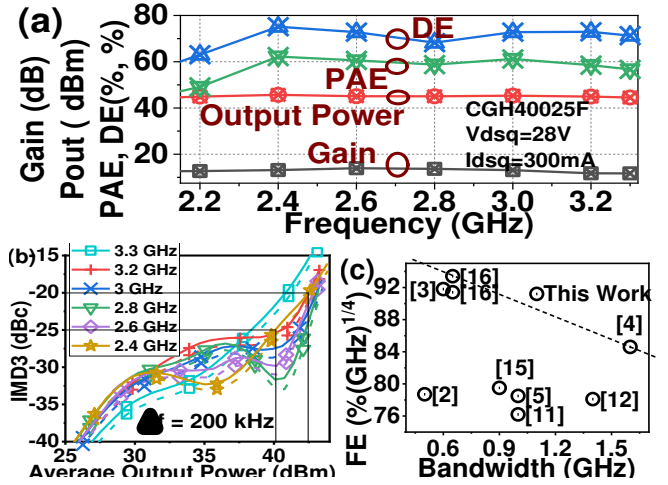 (a)
80
60
40
20
Gain (dB)
Pout ( dBm)
PAE, DE(%, %)
DE
PAE
Output Power
Gain
CGH40025F
Vdsq=28V
Idsq=300mA
2.2 2.4 2.6 2.8 3.0 3.2
Frequency (GHz)
(b)
-15
-20
-25
-30
-35
-40
IMD3 (dBc)
3.3 GHz
3.2 GHz
3 GHz
2.8 GHz
2.6 GHz
2.4 GHz
f = 200 kHz
25 30 35 40
Average Output Power (dBm)
(c)
92
88
84
80
76
FE (%(GHz)^1/4)
[16]
[3] [16] This Work
[4]
[15]
[2] [5] [12]
[11]
0.6 1.0 1.4
Bandwidth (GHz)